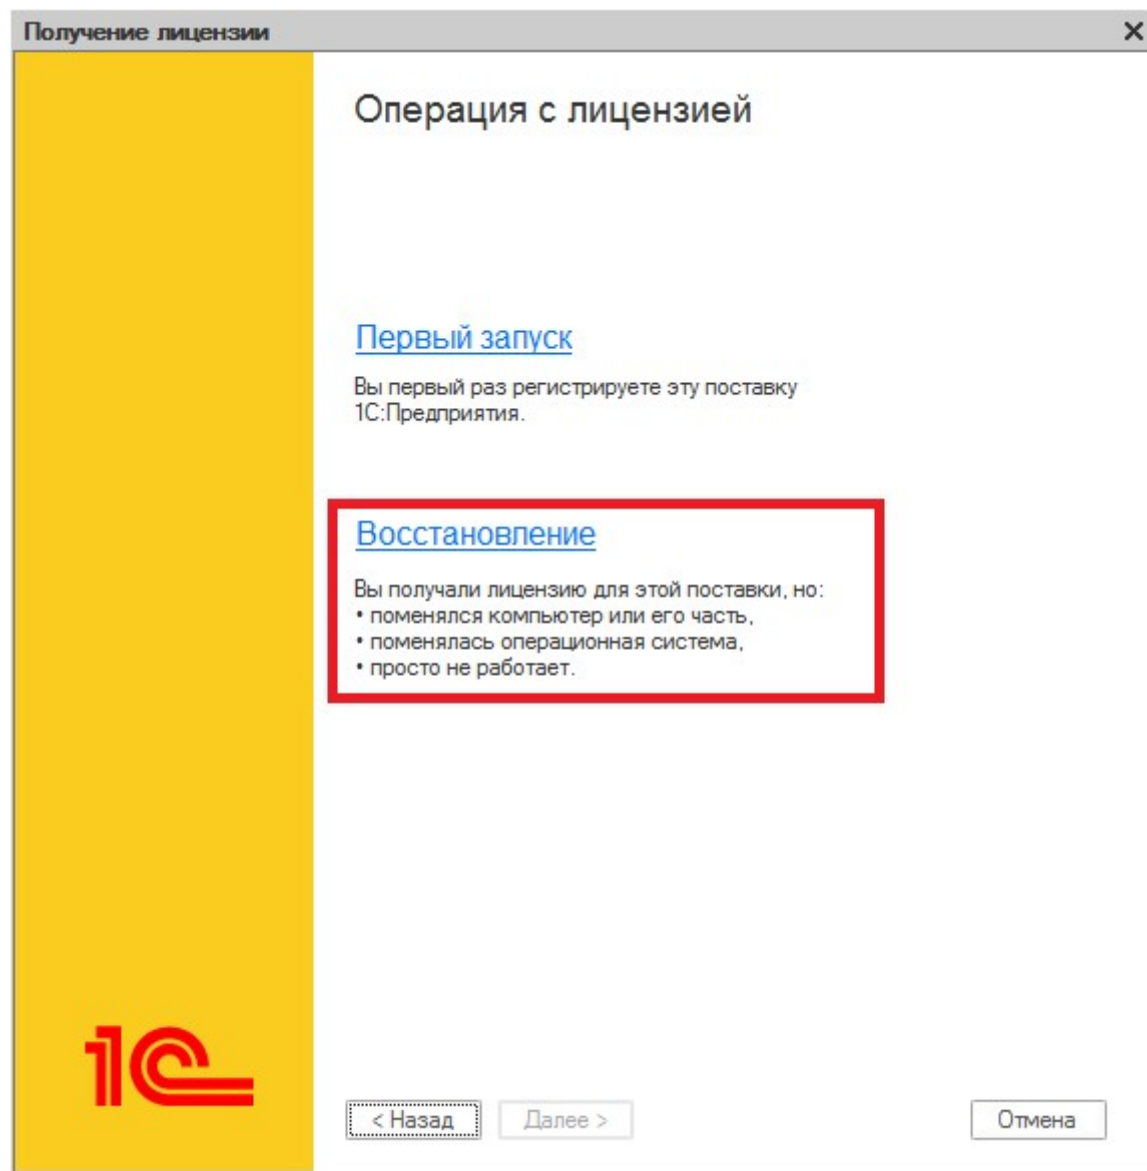 Получение лицензии
Операция с лицензией
Первый запуск
Вы первый раз регистрируете эту поставку
1С:Предприятия.
Восстановление
Вы получали лицензию для этой поставки, но:
• поменялся компьютер или его часть,
• поменялась операционная система,
• просто не работает.
1С
< Назад
Далее >
Отмена